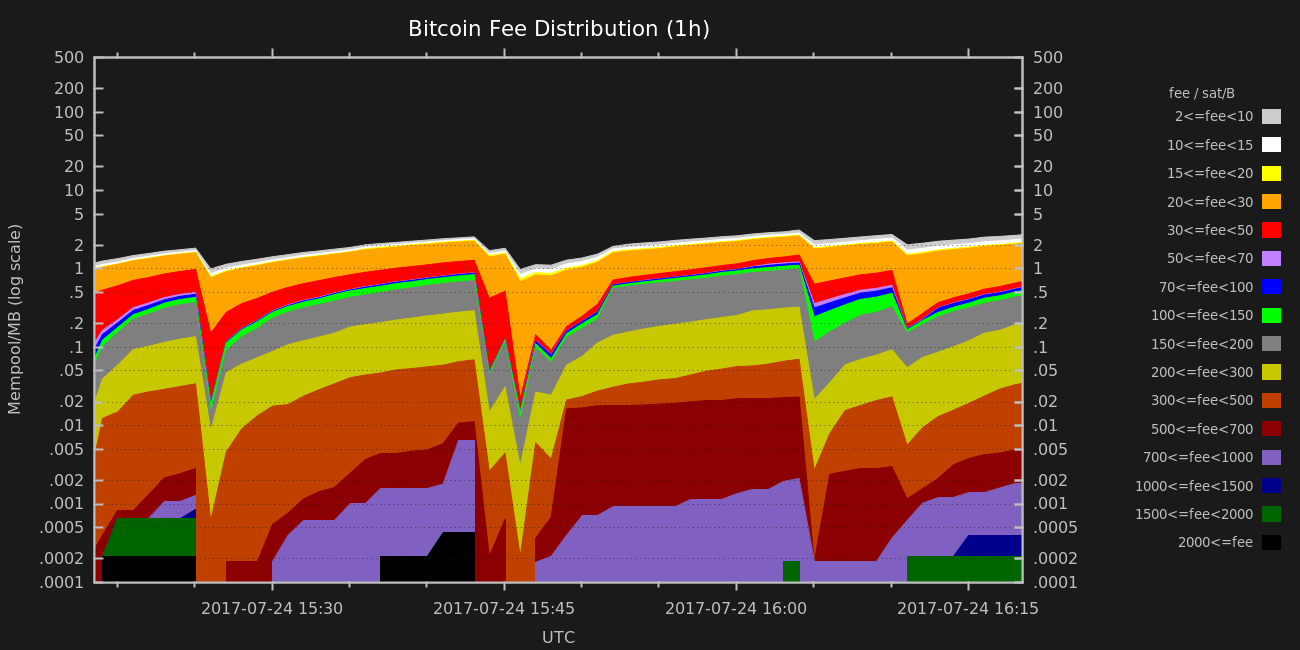 Bitcoin Fee Distribution (1h)
Mempool/MB (log scale)
500
200
100
50
20
10
5
2
1
.5
.2
.1
.05
.02
.01
.005
.002
.001
.0005
.0002
.0001
500
200
100
50
20
10
5
2
1
.5
.2
.1
.05
.02
.01
.005
.002
.001
.0005
.0002
.0001
2017-07-24 15:30
2017-07-24 15:45
2017-07-24 16:00
2017-07-24 16:15
UTC
fee / sat/B
2<=fee<10
10<=fee<15
15<=fee<20
20<=fee<30
30<=fee<50
50<=fee<70
70<=fee<100
100<=fee<150
150<=fee<200
200<=fee<300
300<=fee<500
500<=fee<700
700<=fee<1000
1000<=fee<1500
1500<=fee<2000
2000<=fee